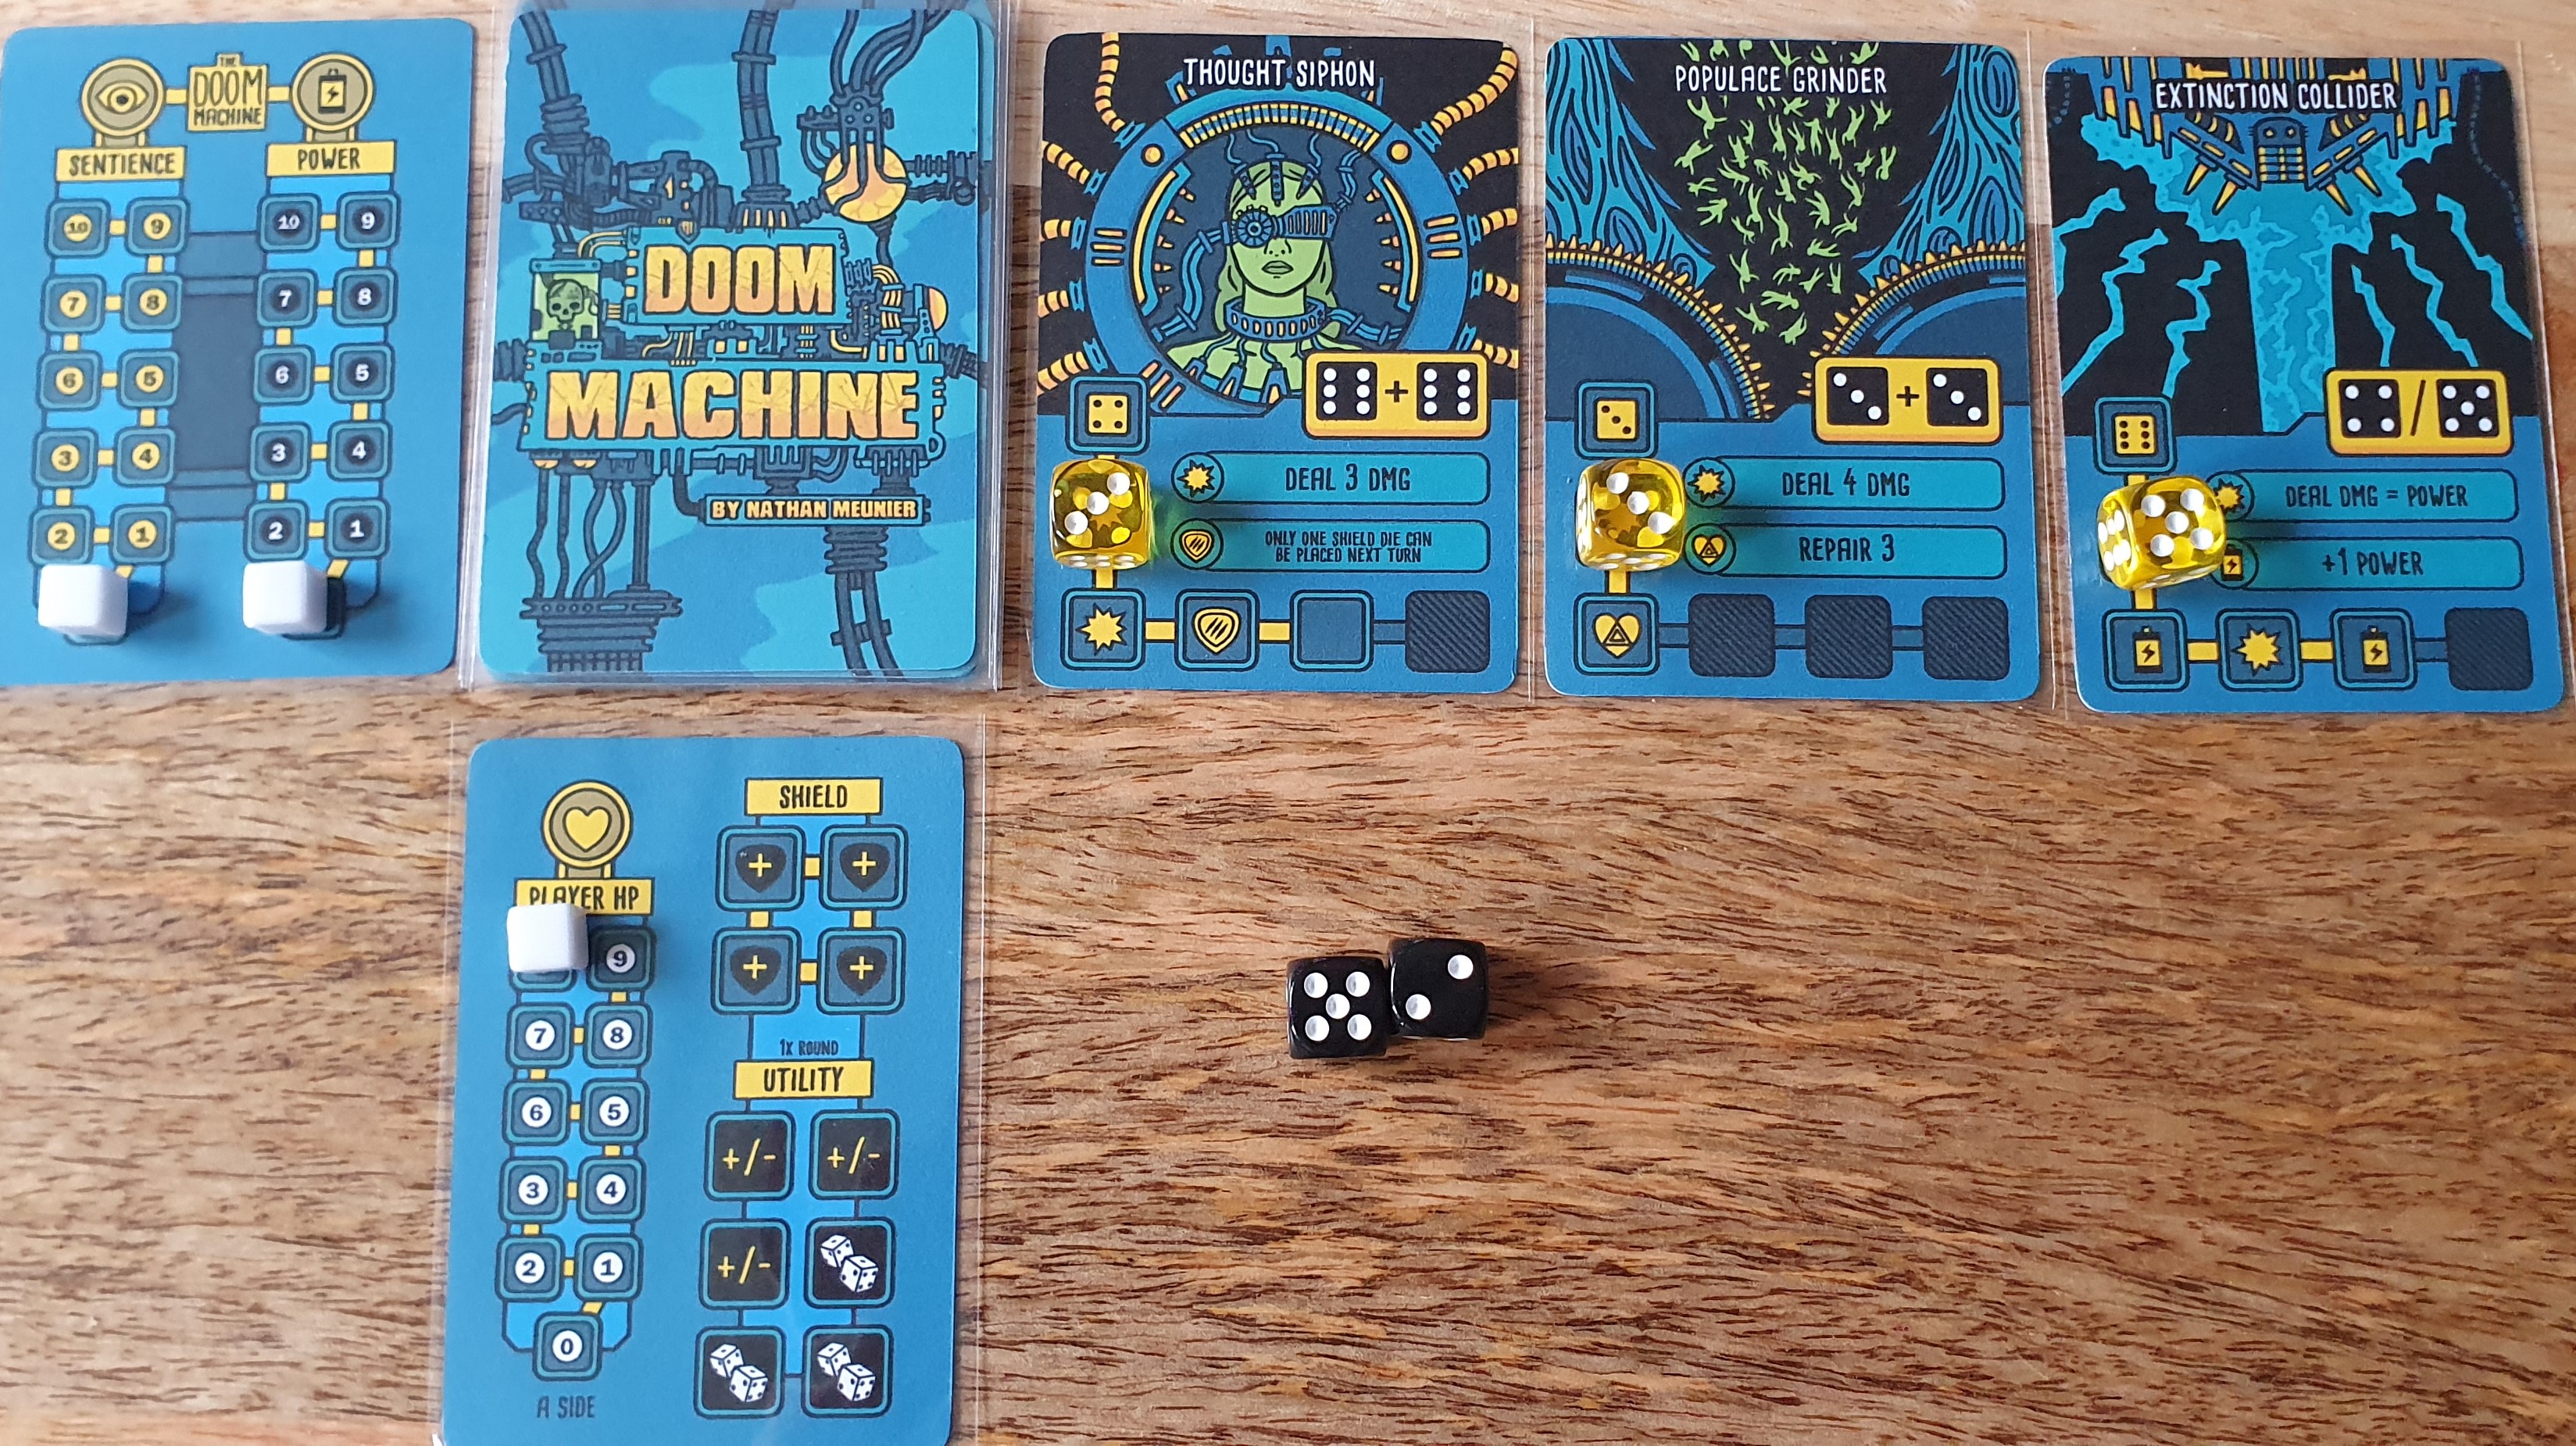 THE
DOOM
MACHINE
SENTIENCE
POWER
10 9
7 8
6 5
3 4
2 1
10 9
7 8
6 5
3 4
2 1
DOOM
MACHINE
BY NATHAN MEUNIER
THOUGHT SIPHON
+
DEAL 3 DMG
ONLY ONE SHIELD DIE CAN
BE PLACED NEXT TURN
POPULACE GRINDER
+
DEAL 4 DMG
REPAIR 3
EXTINCTION COLLIDER
/
DEAL DMG = POWER
+1 POWER
PLAYER HP
9
7 8
6 5
3 4
2 1
0
A SIDE
SHIELD
+ +
+ +
1X ROUND
UTILITY
+/- +/-
+/-